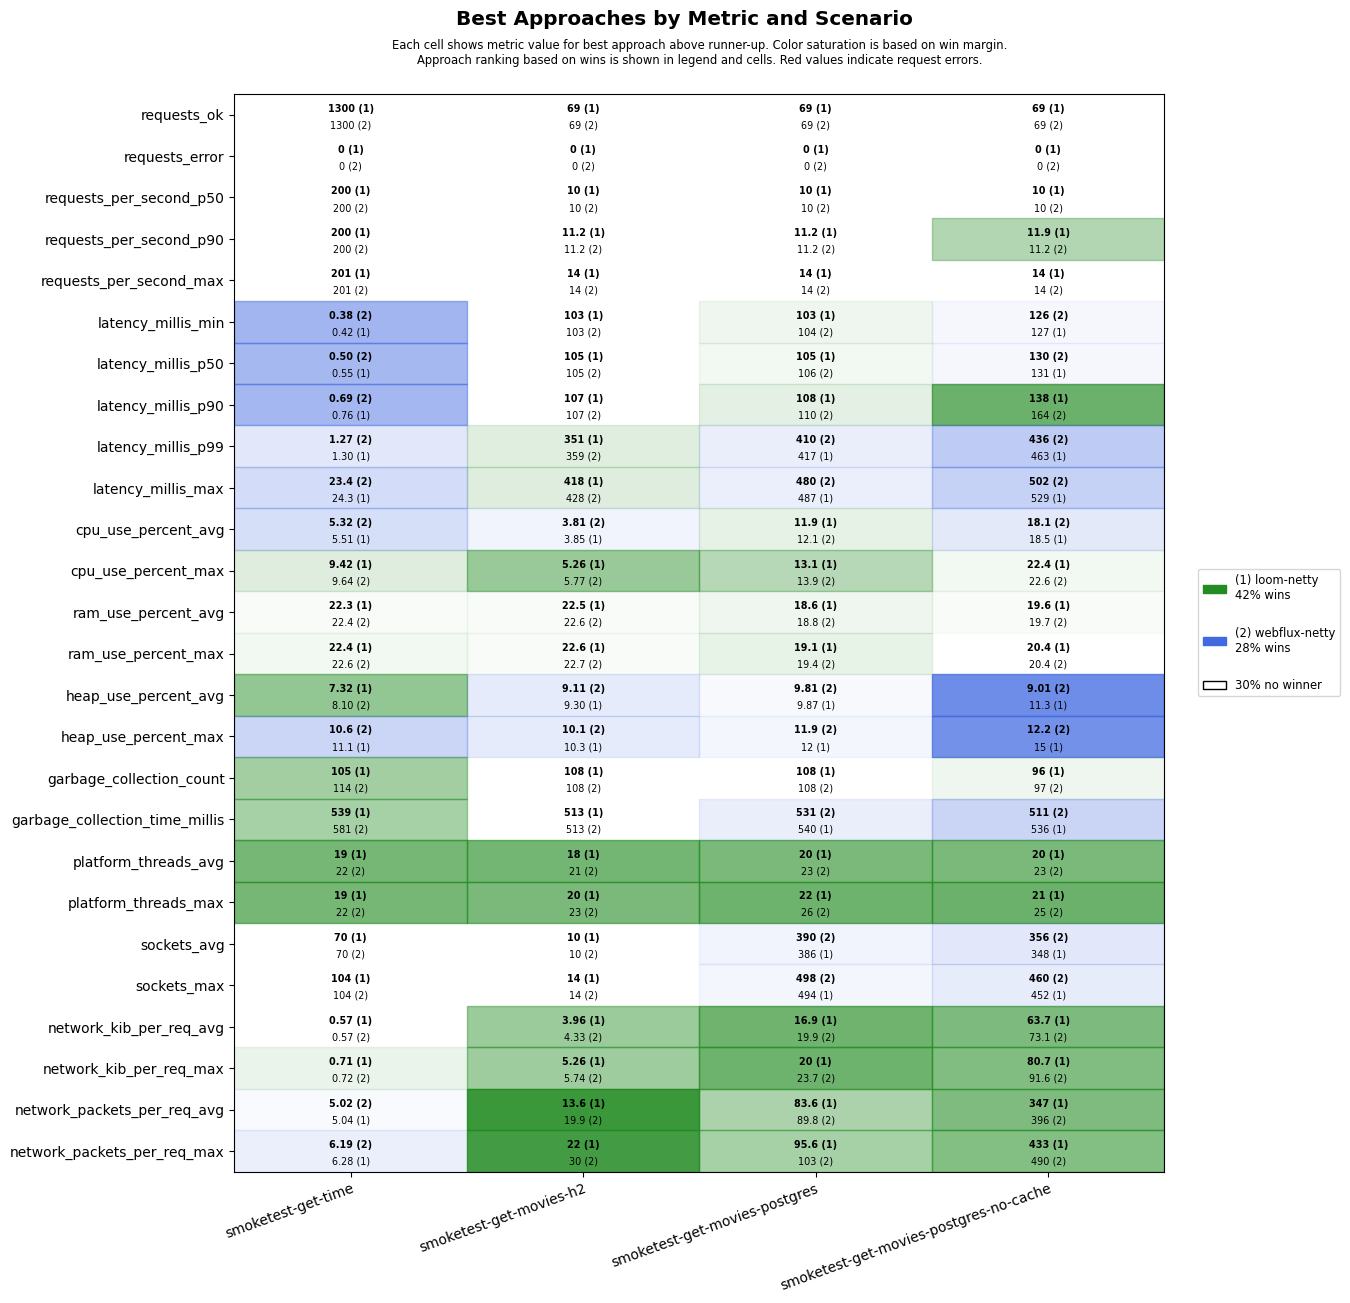 Best Approaches by Metric and Scenario
Each cell shows metric value for best approach above runner-up. Color saturation is based on win margin.
Approach ranking based on wins is shown in legend and cells. Red values indicate request errors.
requests_ok
1300 (1) 69 (1) 69 (1) 69 (1)
1300 (2) 69 (2) 69 (2) 69 (2)
requests_error
0 (1) 0 (1) 0 (1) 0 (1)
0 (2) 0 (2) 0 (2) 0 (2)
requests_per_second_p50
200 (1) 10 (1) 10 (1) 10 (1)
200 (2) 10 (2) 10 (2) 10 (2)
requests_per_second_p90
200 (1) 11.2 (1) 11.2 (1) 11.9 (1)
200 (2) 11.2 (2) 11.2 (2) 11.2 (2)
requests_per_second_max
201 (1) 14 (1) 14 (1) 14 (1)
201 (2) 14 (2) 14 (2) 14 (2)
latency_millis_min
0.38 (2) 103 (1) 103 (1) 126 (2)
0.42 (1) 103 (2) 104 (2) 127 (1)
latency_millis_p50
0.50 (2) 105 (1) 105 (1) 130 (2)
0.55 (1) 105 (2) 106 (2) 131 (1)
latency_millis_p90
0.69 (2) 107 (1) 108 (1) 138 (1)
0.76 (1) 107 (2) 110 (2) 164 (2)
latency_millis_p99
1.27 (2) 351 (1) 410 (2) 436 (2)
1.30 (1) 359 (2) 417 (1) 463 (1)
latency_millis_max
23.4 (2) 418 (1) 480 (2) 502 (2)
24.3 (1) 428 (2) 487 (1) 529 (1)
cpu_use_percent_avg
5.32 (2) 3.81 (2) 11.9 (1) 18.1 (2)
5.51 (1) 3.85 (1) 12.1 (2) 18.5 (1)
cpu_use_percent_max
9.42 (1) 5.26 (1) 13.1 (1) 22.4 (1)
9.64 (2) 5.77 (2) 13.9 (2) 22.6 (2)
ram_use_percent_avg
22.3 (1) 22.5 (1) 18.6 (1) 19.6 (1)
22.4 (2) 22.6 (2) 18.8 (2) 19.7 (2)
ram_use_percent_max
22.4 (1) 22.6 (1) 19.1 (1) 20.4 (1)
22.6 (2) 22.7 (2) 19.4 (2) 20.4 (2)
heap_use_percent_avg
7.32 (1) 9.11 (2) 9.81 (2) 9.01 (2)
8.10 (2) 9.30 (1) 9.87 (1) 11.3 (1)
heap_use_percent_max
10.6 (2) 10.1 (2) 11.9 (2) 12.2 (2)
11.1 (1) 10.3 (1) 12 (1) 15 (1)
garbage_collection_count
105 (1) 108 (1) 108 (1) 96 (1)
114 (2) 108 (2) 108 (2) 97 (2)
garbage_collection_time_millis
539 (1) 513 (1) 531 (2) 511 (2)
581 (2) 513 (2) 540 (1) 536 (1)
platform_threads_avg
19 (1) 18 (1) 20 (1) 20 (1)
22 (2) 21 (2) 23 (2) 23 (2)
platform_threads_max
19 (1) 20 (1) 22 (1) 21 (1)
22 (2) 23 (2) 26 (2) 25 (2)
sockets_avg
70 (1) 10 (1) 390 (2) 356 (2)
70 (2) 10 (2) 386 (1) 348 (1)
sockets_max
104 (1) 14 (1) 498 (2) 460 (2)
104 (2) 14 (2) 494 (1) 452 (1)
network_kib_per_req_avg
0.57 (1) 3.96 (1) 16.9 (1) 63.7 (1)
0.57 (2) 4.33 (2) 19.9 (2) 73.1 (2)
network_kib_per_req_max
0.71 (1) 5.26 (1) 20 (1) 80.7 (1)
0.72 (2) 5.74 (2) 23.7 (2) 91.6 (2)
network_packets_per_req_avg
5.02 (2) 13.6 (1) 83.6 (1) 347 (1)
5.04 (1) 19.9 (2) 89.8 (2) 396 (2)
network_packets_per_req_max
6.19 (2) 22 (1) 95.6 (1) 433 (1)
6.28 (1) 30 (2) 103 (2) 490 (2)
smoketest-get-time
smoketest-get-movies-h2
smoketest-get-movies-postgres
smoketest-get-movies-postgres-no-cache
(1) loom-netty
42% wins
(2) webflux-netty
28% wins
30% no winner